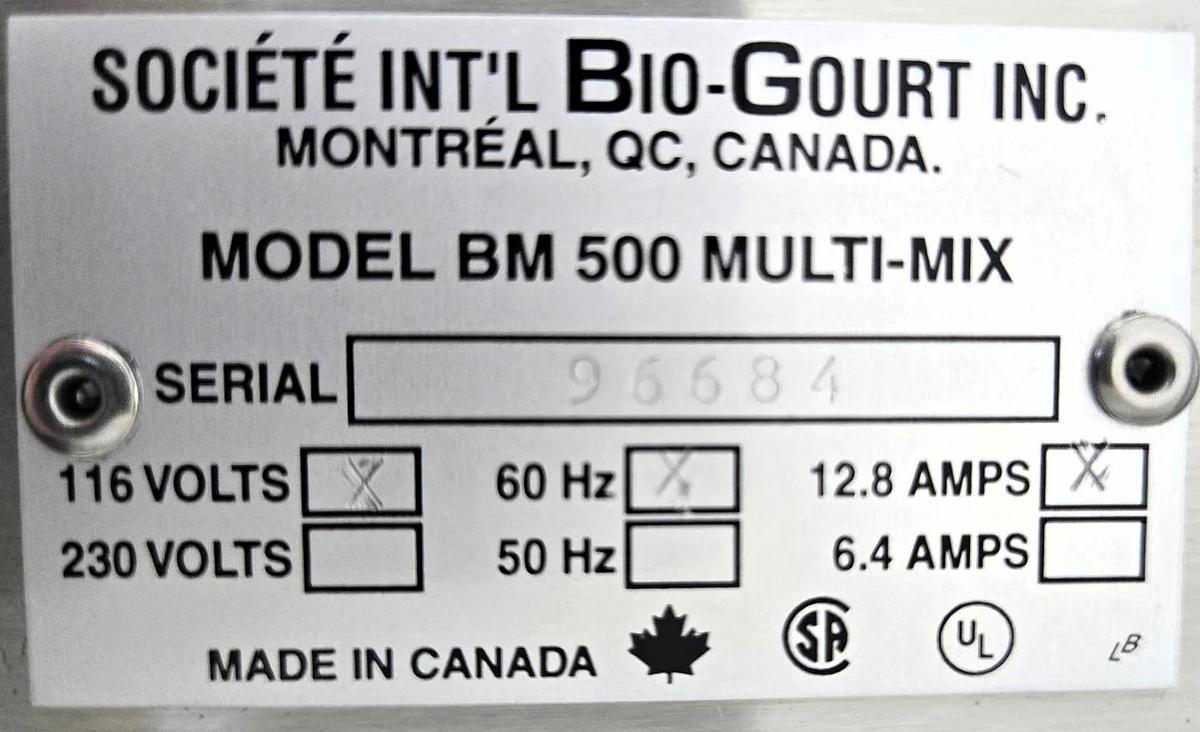 SOCIÉTÉ INT'L BIO-GOURT INC.
MONTRÉAL, QC, CANADA.
MODEL BM 500 MULTI-MIX
SERIAL 96684
116 VOLTS X 60 Hz X 12.8 AMPS X
230 VOLTS 50 Hz 6.4 AMPS
MADE IN CANADA SA UL LB